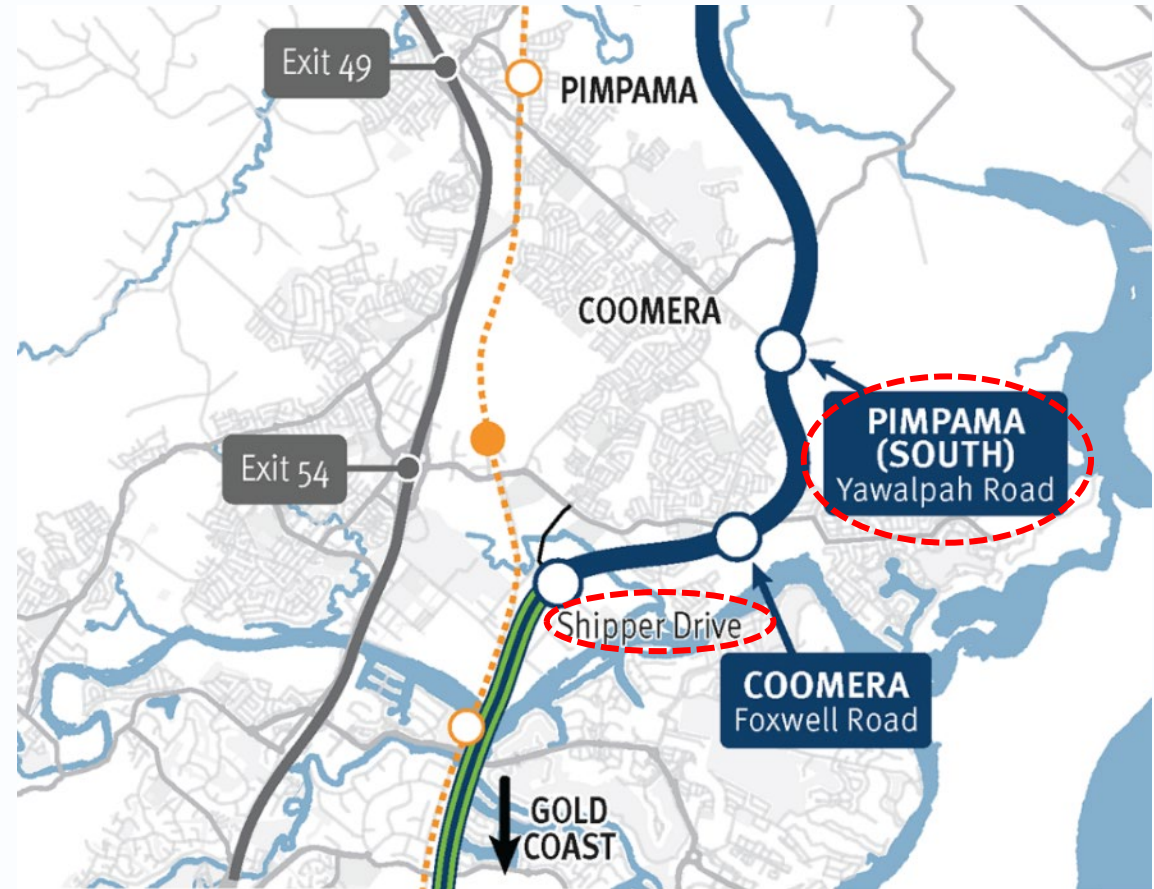 Exit 49
PIMPAMA
COOMERA
PIMPAMA
(SOUTH)
Yawalpah Road
Exit 54
Shipper Drive
COOMERA
Foxwell Road
GOLD
COAST